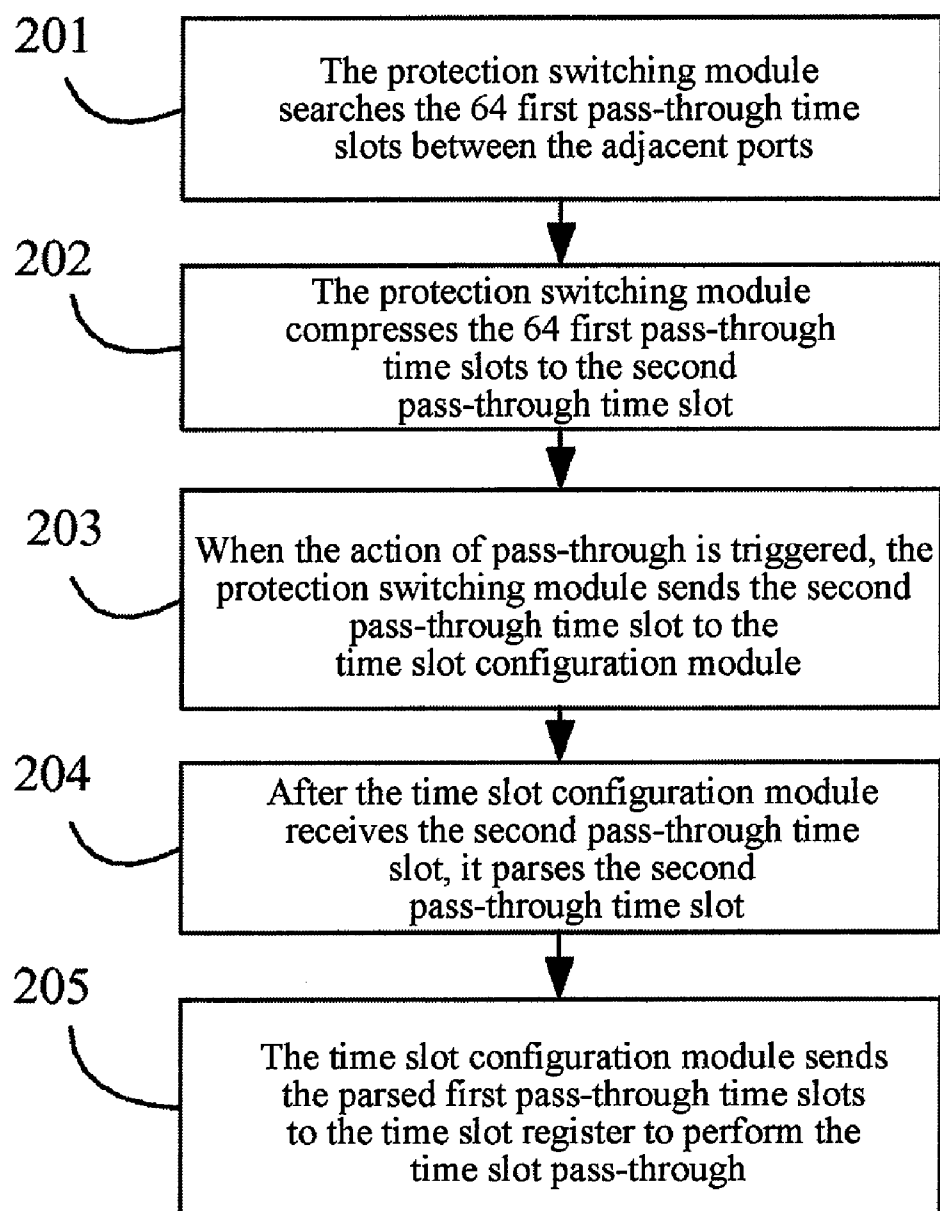 201
The protection switching module
searches the 64 first pass-through time
slots between the adjacent ports
202
The protection switching module
compresses the 64 first pass-through
time slots to the second
pass-through time slot
203
When the action of pass-through is triggered, the
protection switching module sends the second
pass-through time slot to the
time slot configuration module
204
After the time slot configuration module
receives the second pass-through time
slot, it parses the second
pass-through time slot
205
The time slot configuration module sends
the parsed first pass-through time slots
to the time slot register to perform the
time slot pass-through